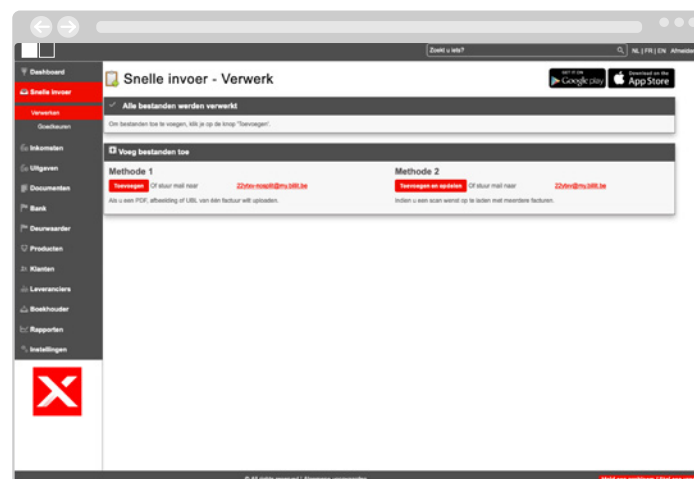 Zoekt u iets?
NL | FR | EN Afmelden
Dashboard
Snelle invoer
Verwerken
Goedkeuren
Inkomsten
Uitgaven
Documenten
Bank
Deurwaarder
Producten
Klanten
Leveranciers
Boekhouder
Rapporten
Instellingen
Snelle invoer - Verwerk
GET IT ON
Google play
Download on the
App Store
Alle bestanden werden verwerkt
Om bestanden toe te voegen, klik je op de knop 'Toevoegen'.
Voeg bestanden toe
Methode 1
Toevoegen Of stuur mail naar
Als u een PDF, afbeelding of UBL van één factuur wilt uploaden.
Methode 2
Toevoegen en opdelen Of stuur mail naar
Indien u een scan wenst op te laden met meerdere facturen.